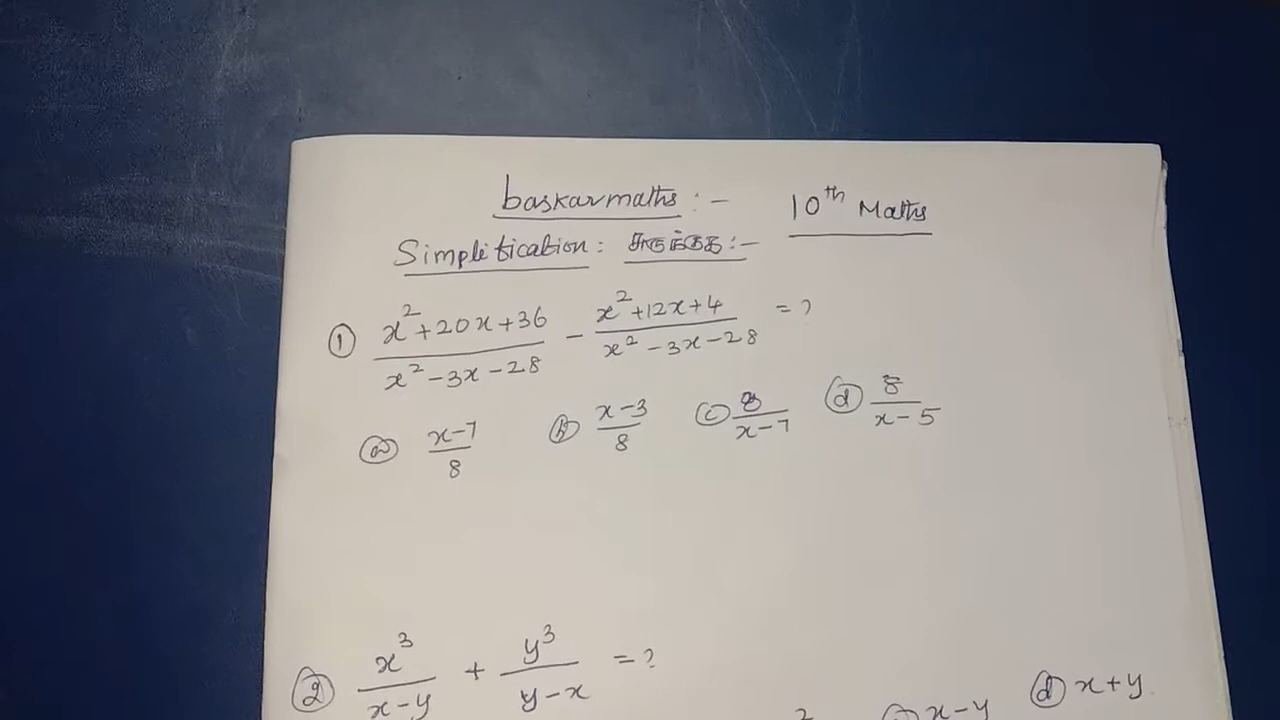 baskarmaths :- 10th Maths
Simplification : சுருக்குக :-
① (x²+20x+36)/(x²-3x-28) - (x²+12x+4)/(x²-3x-28) = ?
ⓐ (x-7)/8 ⓑ (x-3)/8 ⓒ 8/(x-7) ⓓ 8/(x-5)
② x³/(x-y) + y³/(y-x) = ?
ⓒ x-y ⓓ x+y